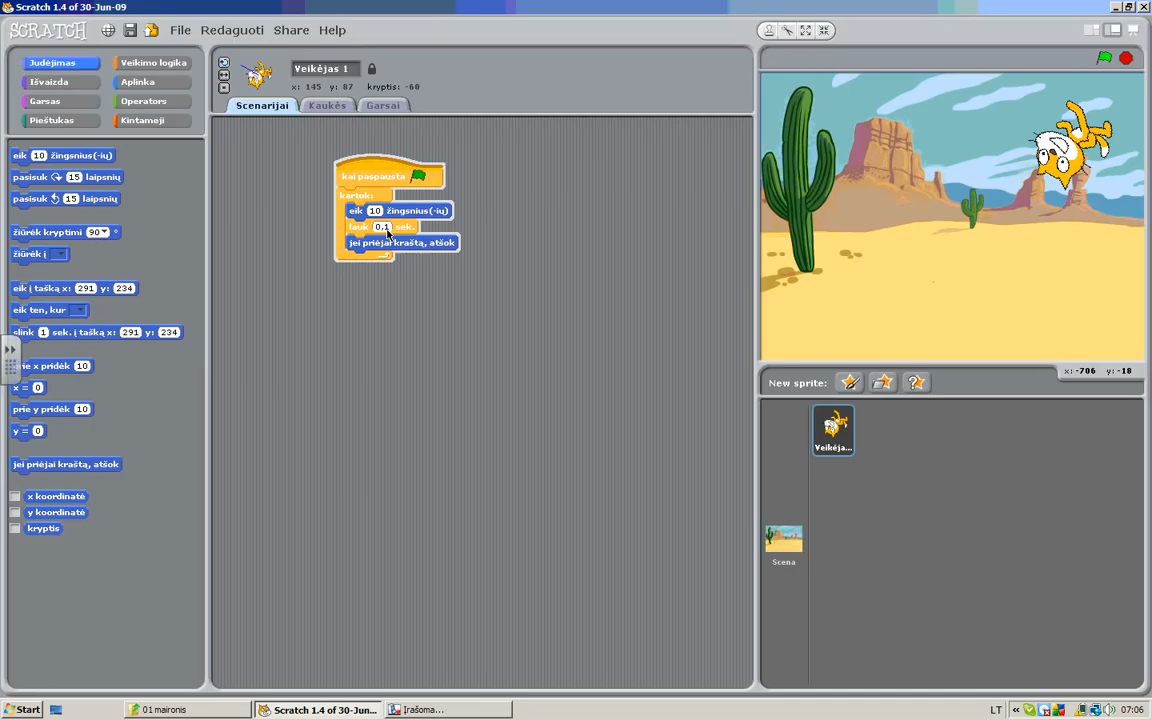 Scratch 1.4 of 30-Jun-09
SCRATCH File Redaguoti Share Help
Judėjimas Veikimo logika
Išvaizda Aplinka
Garsas Operators
Pieštukas Kintameji
Veikėjas 1
x: 145 y: 87 kryptis: -60
Scenarijai Kaukės Garsai
eik 10 žingsnius(-ių)
pasisuk 15 laipsnių
pasisuk 15 laipsnių
žiūrėk kryptimi 90 °
žiūrėk į
eik į tašką x: 291 y: 234
eik ten, kur
slink 1 sek. į tašką x: 291 y: 234
prie x pridėk 10
x = 0
prie y pridėk 10
y = 0
jei priėjai kraštą, atšok
x koordinatė
y koordinatė
kryptis
kai paspausta
kartok:
eik 10 žingsnius(-ių)
lauk 0,1 sek.
jei priėjai kraštą, atšok
x: -706 y: -18
New sprite:
Veikėja...
Scena
Start 01 maironis Scratch 1.4 of 30-Jun... Įrašoma... LT « 07:06